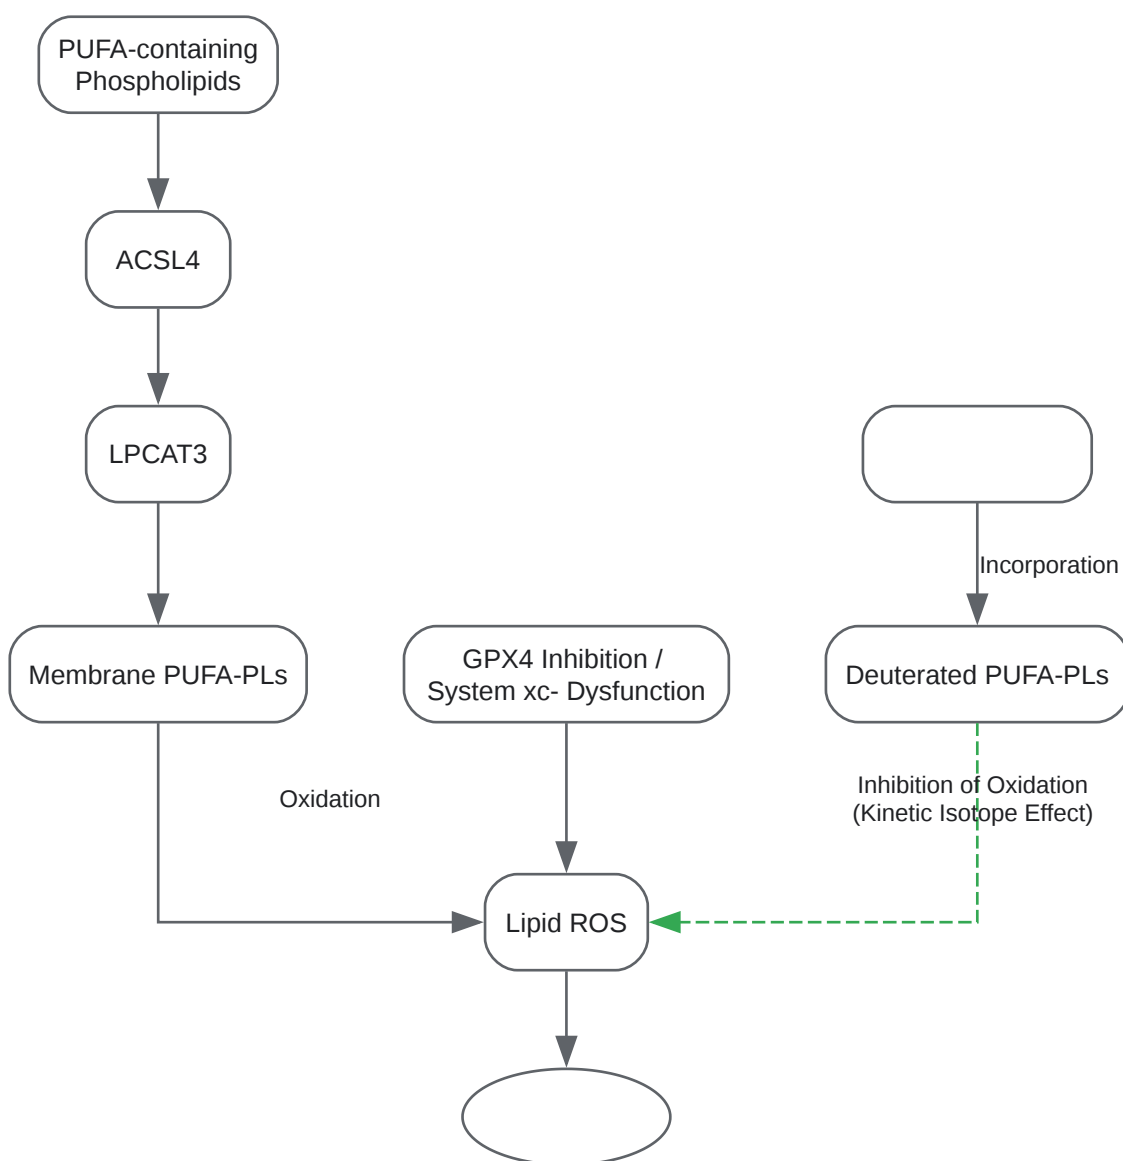 PUFA-containing
Phospholipids
ACSL4
LPCAT3
Incorporation
Membrane PUFA-PLs
GPX4 Inhibition /
System xc- Dysfunction
Deuterated PUFA-PLs
Oxidation
Inhibition of Oxidation
(Kinetic Isotope Effect)
Lipid ROS